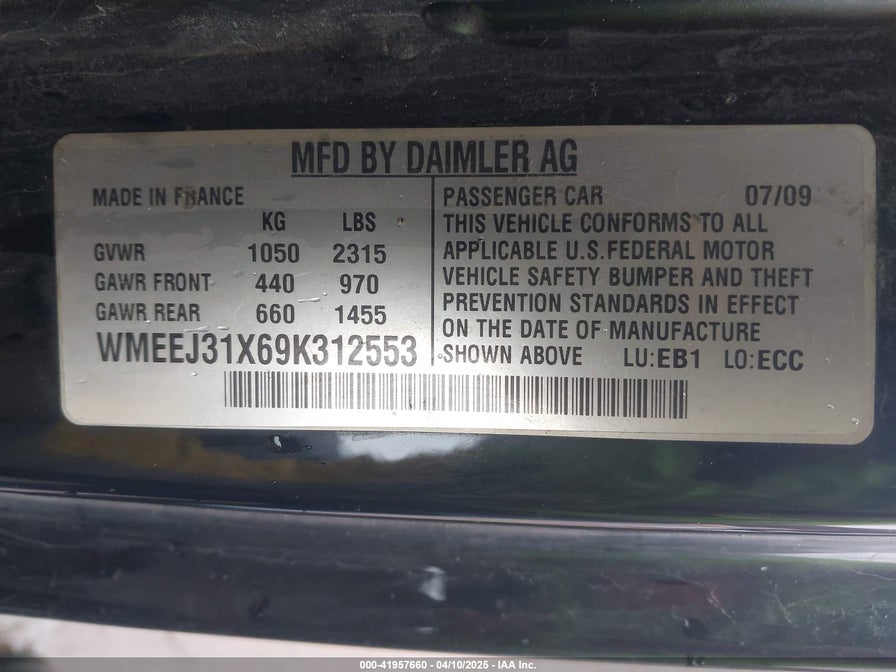 MFD BY DAIMLER AG
MADE IN FRANCE
KG LBS
GVWR 1050 2315
GAWR FRONT 440 970
GAWR REAR 660 1455
WMEEJ31X69K312553
PASSENGER CAR 07/09
THIS VEHICLE CONFORMS TO ALL
APPLICABLE U.S.FEDERAL MOTOR
VEHICLE SAFETY BUMPER AND THEFT
PREVENTION STANDARDS IN EFFECT
ON THE DATE OF MANUFACTURE
SHOWN ABOVE LU:EB1 LO:ECC
000-41957660 - 04/10/2025 - IAA Inc.